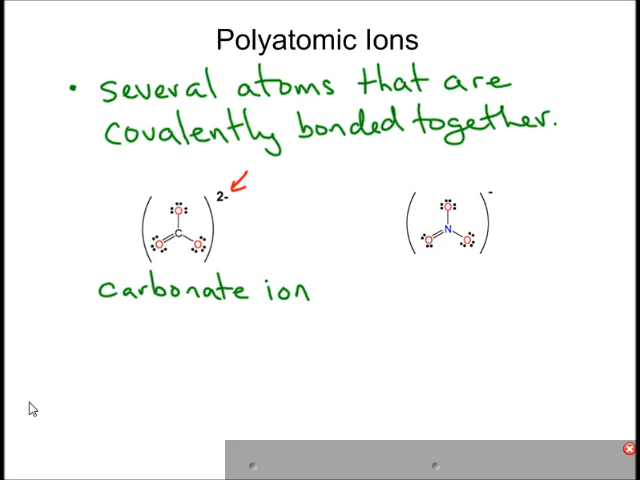 Polyatomic Ions
• several atoms that are
covalently bonded together.
2-
-
O
O
C
O
O
O
N
O
carbonate ion